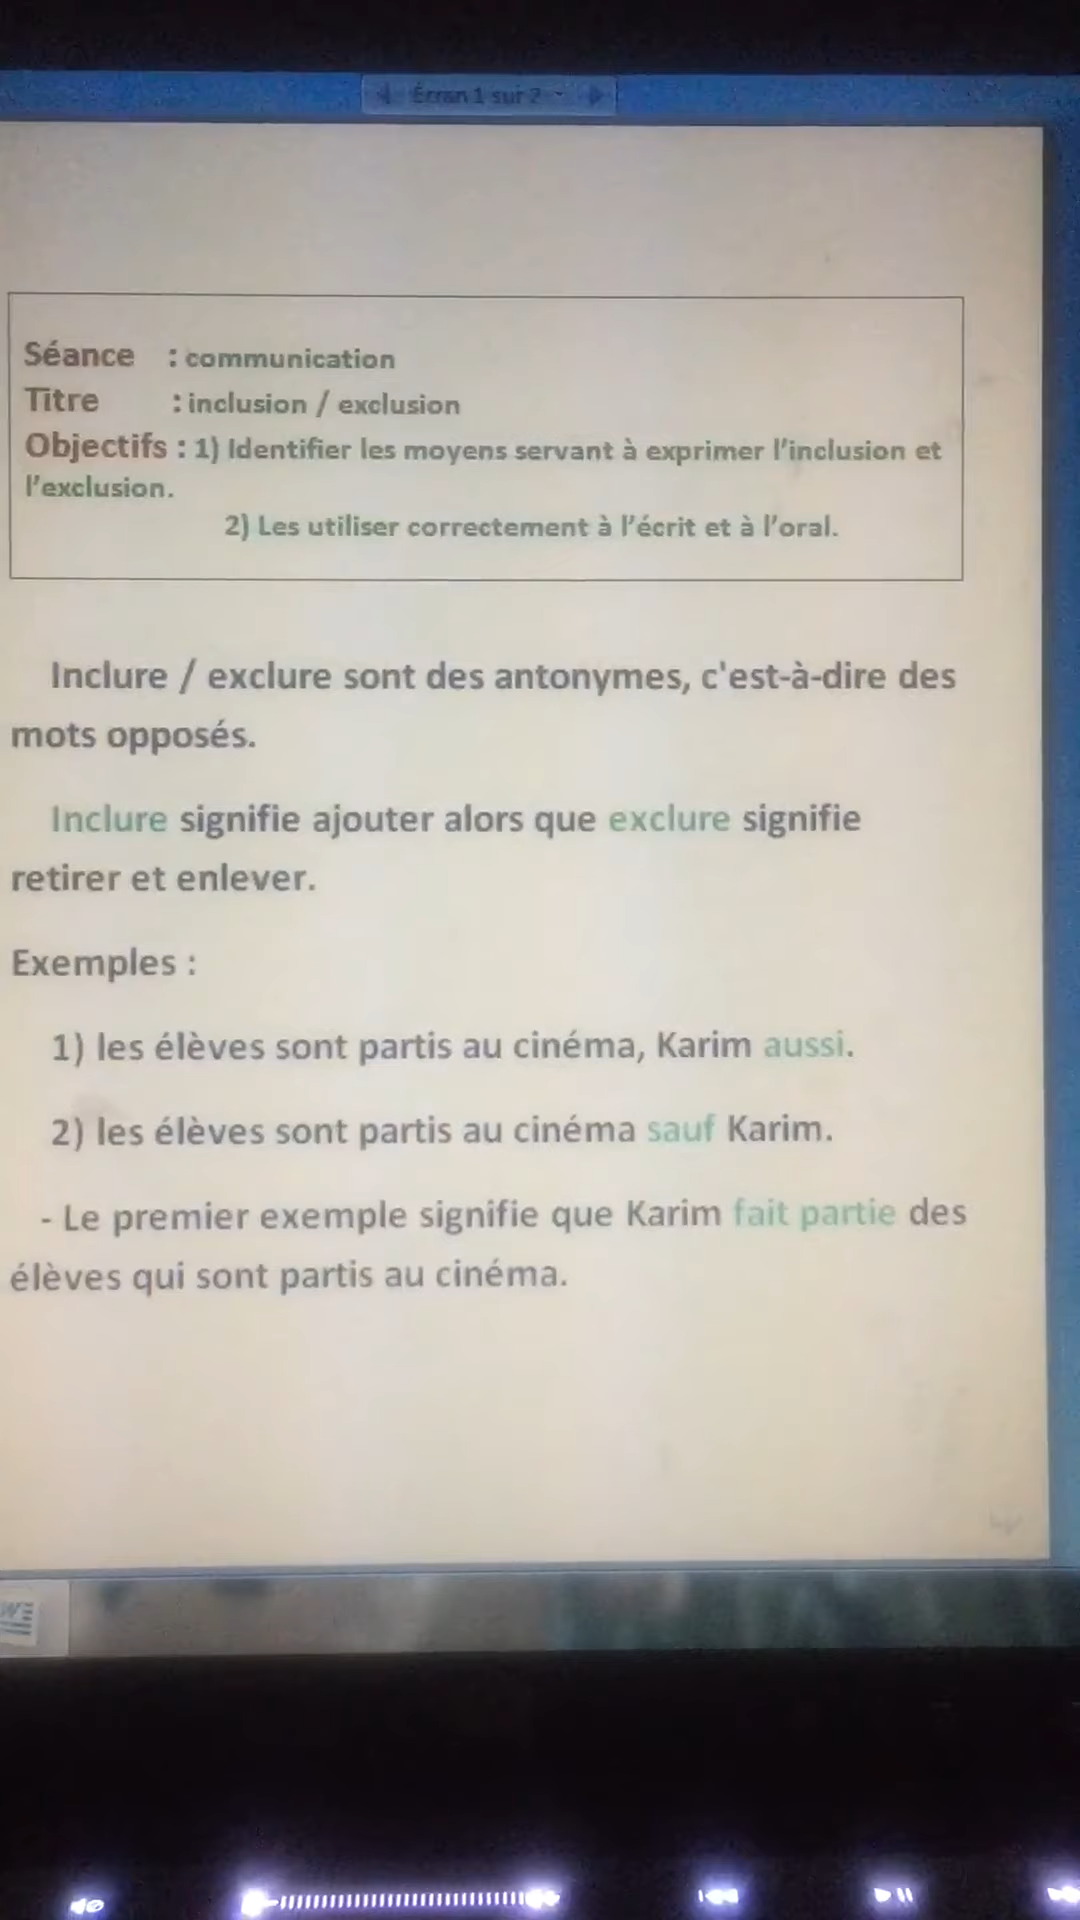 Écran 1 sur 2
Séance : communication
Titre : inclusion / exclusion
Objectifs : 1) Identifier les moyens servant à exprimer l'inclusion et
l'exclusion.
2) Les utiliser correctement à l'écrit et à l'oral.
Inclure / exclure sont des antonymes, c'est-à-dire des
mots opposés.
Inclure signifie ajouter alors que exclure signifie
retirer et enlever.
Exemples :
1) les élèves sont partis au cinéma, Karim aussi.
2) les élèves sont partis au cinéma sauf Karim.
- Le premier exemple signifie que Karim fait partie des
élèves qui sont partis au cinéma.
W